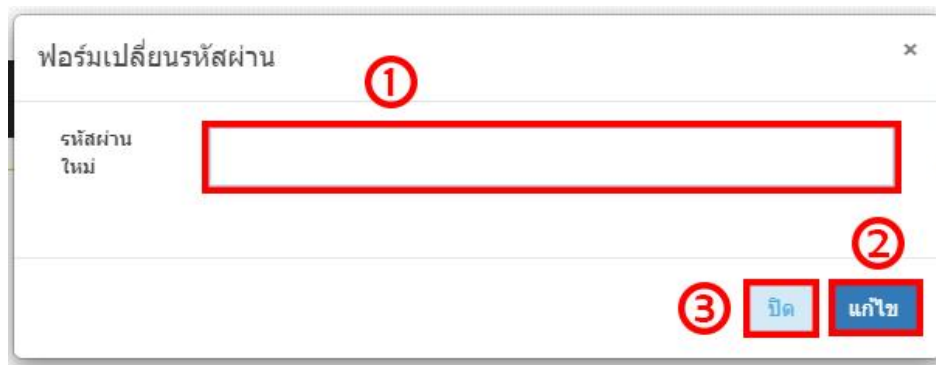 ฟอร์มเปลี่ยนรหัสผ่าน ×
①
รหัสผ่าน
ใหม่
②
③ ปิด แก้ไข